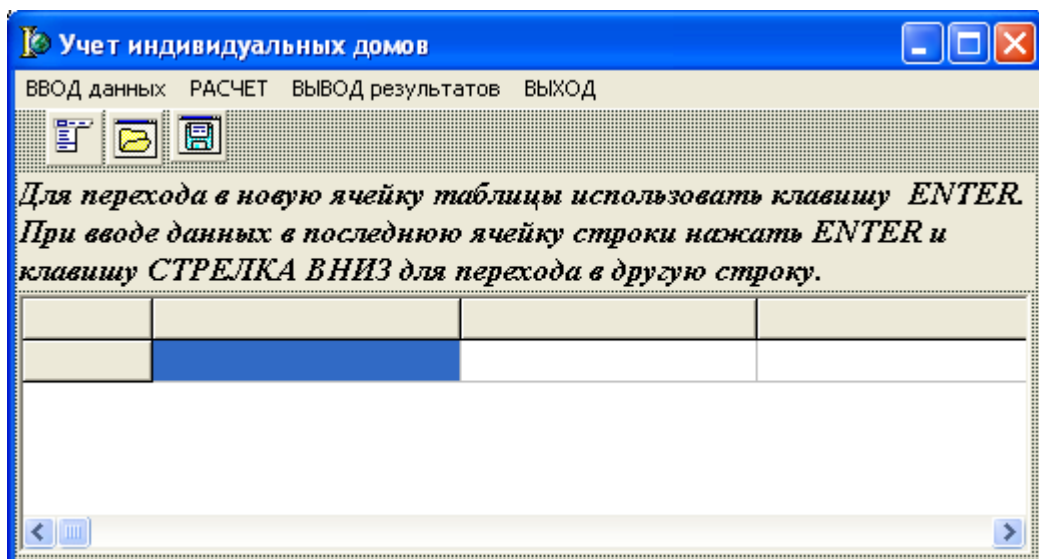 Учет индивидуальных домов
ВВОД данных РАСЧЕТ ВЫВОД результатов ВЫХОД
Для перехода в новую ячейку таблицы использовать клавишу ENTER.
При вводе данных в последнюю ячейку строки нажать ENTER и
клавишу СТРЕЛКА ВНИЗ для перехода в другую строку.